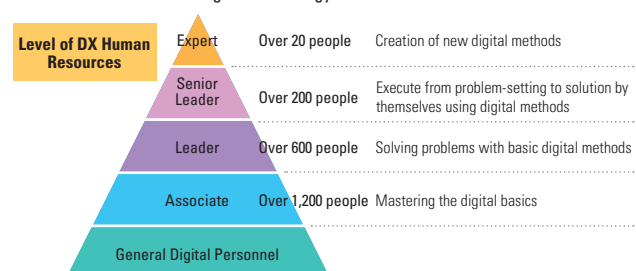 Level of DX Human
Resources
Expert
Over 20 people
Creation of new digital methods
Senior
Leader
Over 200 people
Execute from problem-setting to solution by
themselves using digital methods
Leader
Over 600 people
Solving problems with basic digital methods
Associate
Over 1,200 people
Mastering the digital basics
General Digital Personnel